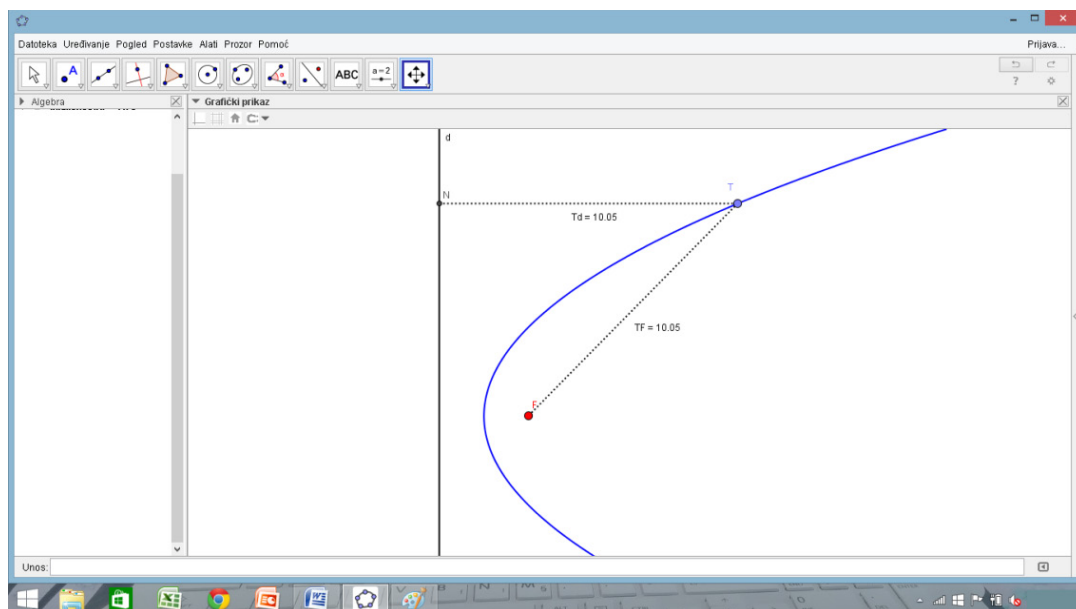 Datoteka Uređivanje Pogled Postavke Alati Prozor Pomoć
Prijava...
ABC
a=2
?
Algebra
Grafički prikaz
d
N
T
Td = 10.05
TF = 10.05
F
Unos: